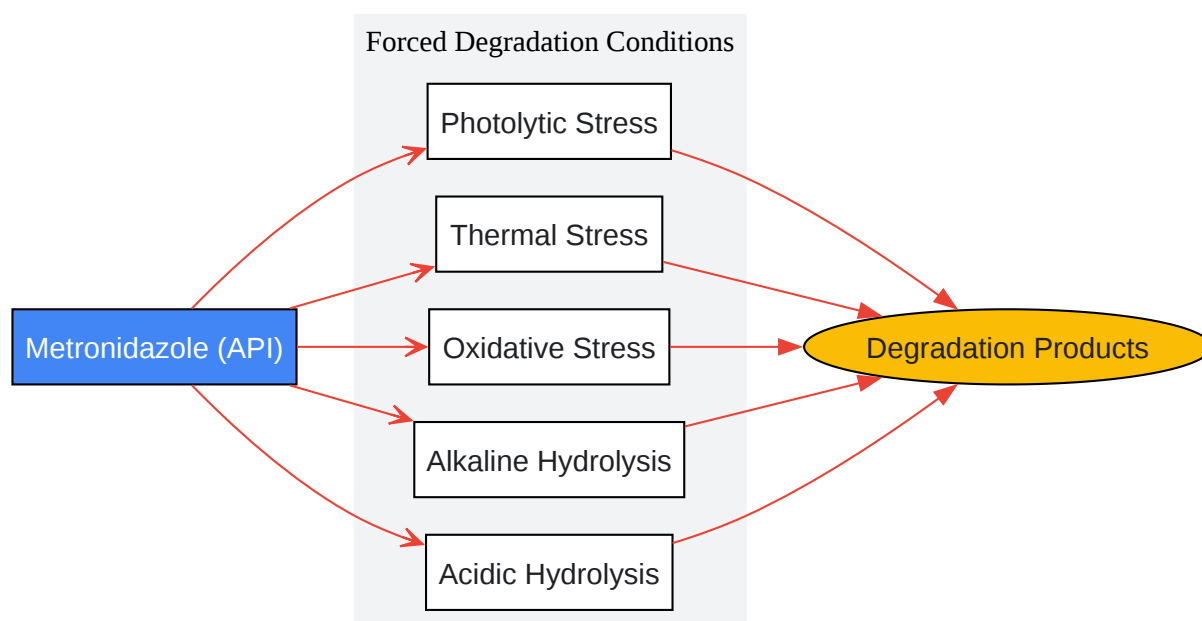 Forced Degradation Conditions
Photolytic Stress
Thermal Stress
Metronidazole (API)
Oxidative Stress
Degradation Products
Alkaline Hydrolysis
Acidic Hydrolysis